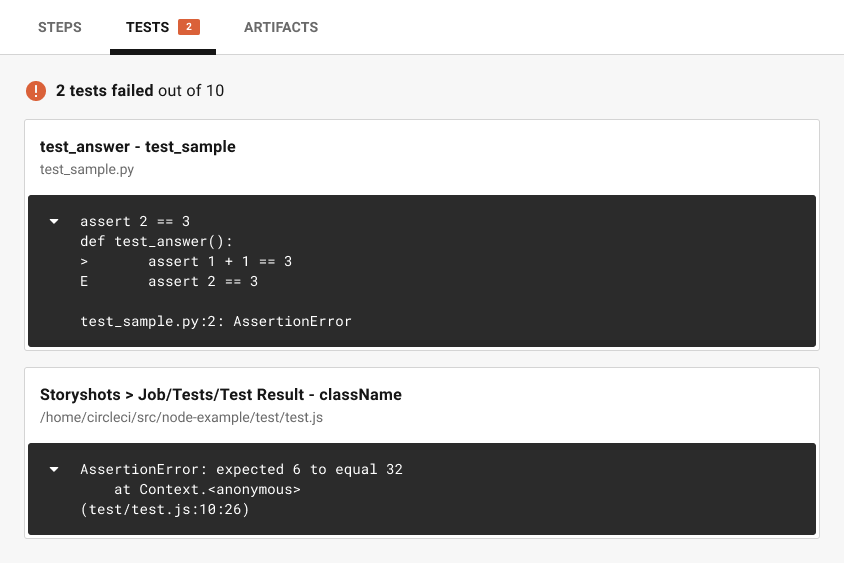 STEPS TESTS 2 ARTIFACTS
! 2 tests failed out of 10
test_answer - test_sample
test_sample.py
assert 2 == 3
def test_answer():
>       assert 1 + 1 == 3
E       assert 2 == 3
test_sample.py:2: AssertionError
Storyshots > Job/Tests/Test Result - className
/home/circleci/src/node-example/test/test.js
AssertionError: expected 6 to equal 32
    at Context.<anonymous>
(test/test.js:10:26)